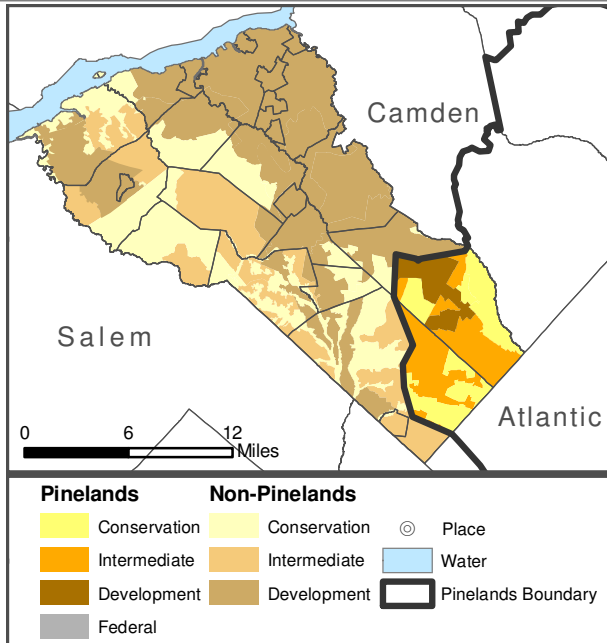 Camden
Salem
Atlantic
0 6 12
Miles
Pinelands Non-Pinelands
Conservation Conservation Place
Intermediate Intermediate Water
Development Development Pinelands Boundary
Federal